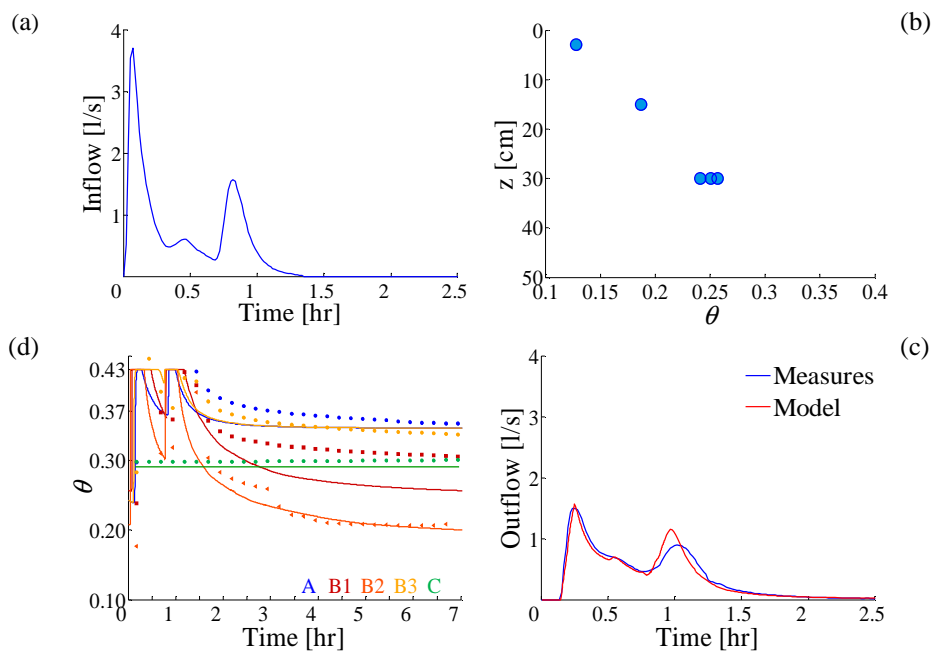 (a)
4
3
2
1
Inflow [l/s]
0 0.5 1 1.5 2 2.5
Time [hr]
(b)
0
10
20
30
40
50
z [cm]
0.1 0.15 0.2 0.25 0.3 0.35 0.4
θ
(d)
0.43
0.37
0.30
0.20
0.10
θ
A B1 B2 B3 C
0 1 1 2 3 4 5 6 7
Time [hr]
(c)
4
3
2
1
Outflow [l/s]
Measures
Model
0 0.5 1 1.5 2 2.5
Time [hr]